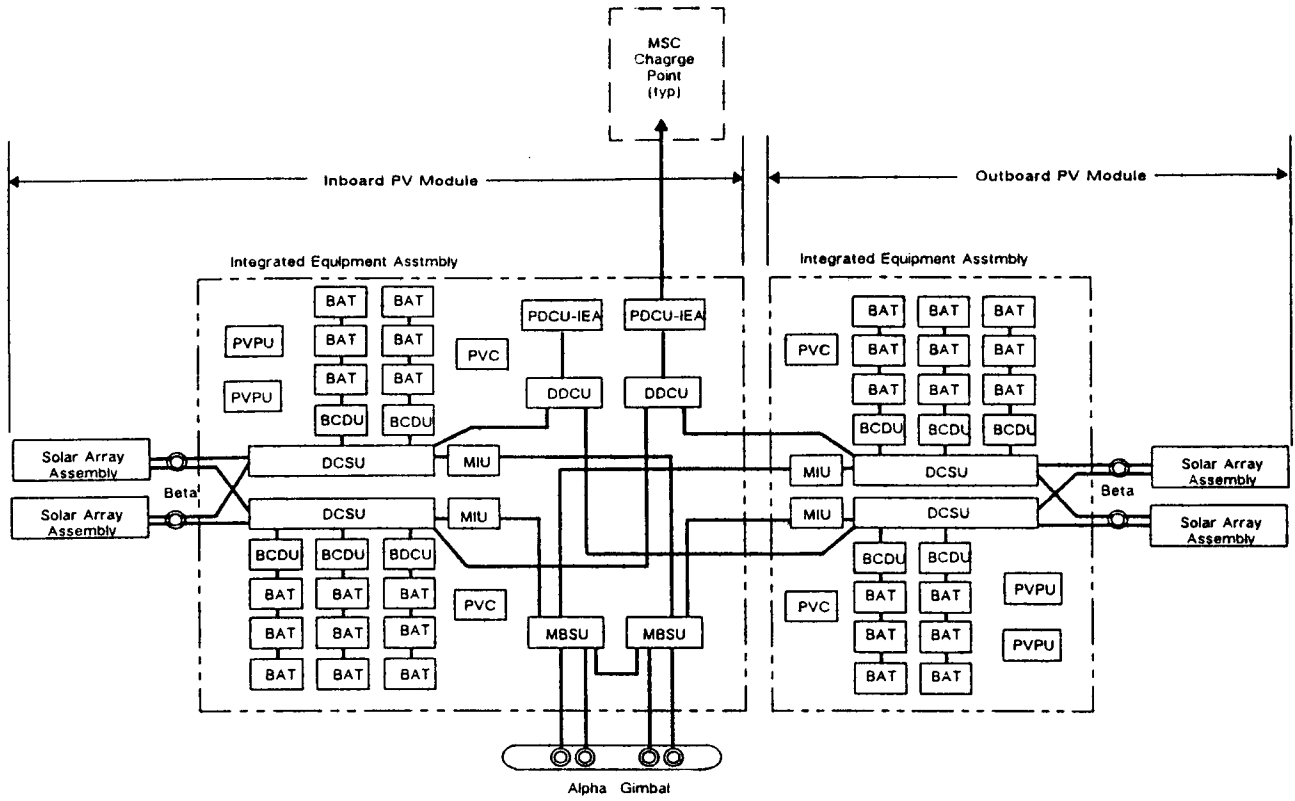 MSC
Chagrge
Point
(typ)
Inboard PV Module
Outboard PV Module
Integrated Equlpment Asstmbly
Integrated Equlpment Asstmbly
BAT
BAT
PDCU-IEA
PDCU-IEA
BAT
BAT
BAT
PVPU
BAT
BAT
PVC
PVC
BAT
BAT
BAT
PVPU
BAT
BAT
DDCU
DDCU
BAT
BAT
BAT
BCDU
BCDU
BCDU
BCDU
BCDU
Solar Array
Assembly
DCSU
MIU
MIU
DCSU
Solar Array
Assembly
Beta
Beta
Solar Array
Assembly
DCSU
MIU
MIU
DCSU
Solar Array
Assembly
BCDU
BCDU
BDCU
BCDU
BCDU
BAT
BAT
BAT
PVC
PVC
BAT
BAT
PVPU
BAT
BAT
BAT
MBSU
MBSU
BAT
BAT
PVPU
BAT
BAT
BAT
BAT
BAT
Alpha Gimbal